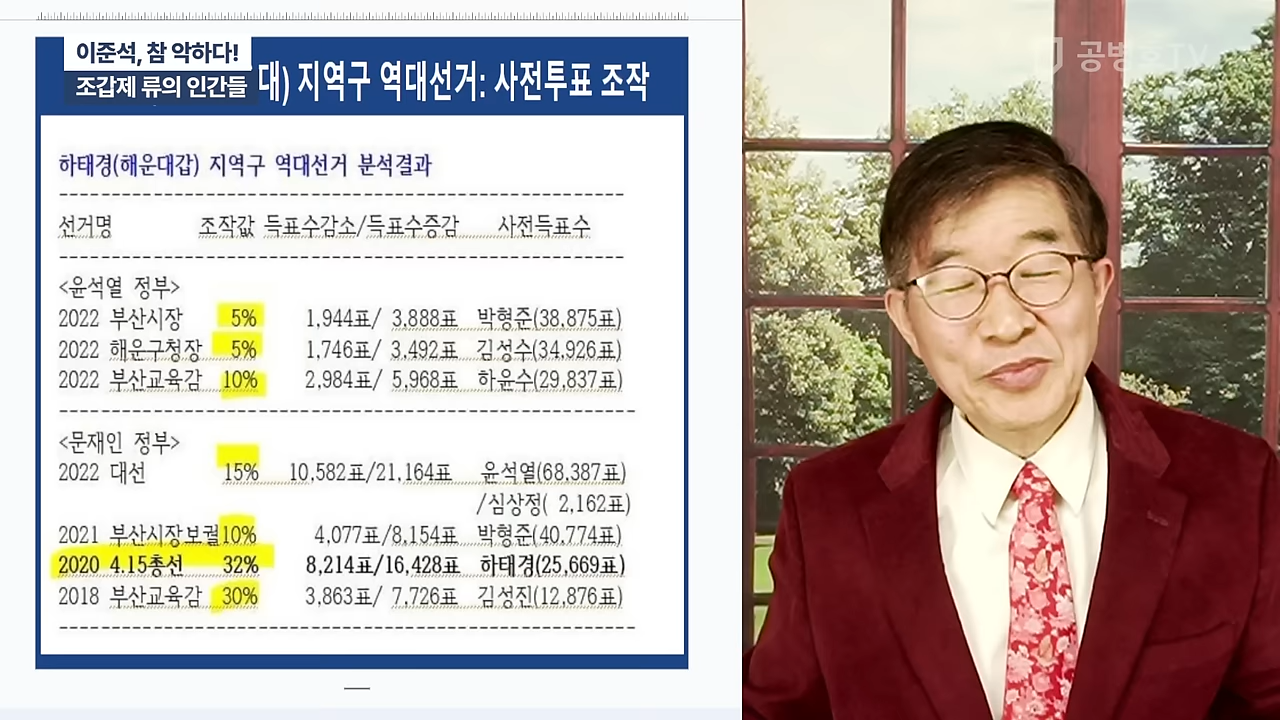 이준석, 참 악하다!
조갑제 류의 인간들
대) 지역구 역대선거: 사전투표 조작
공병호TV
하태경(해운대갑) 지역구 역대선거 분석결과
선거명 조작값 득표수감소/득표수증감 사전득표수
<윤석열 정부>
2022 부산시장 5% 1,944표/ 3,888표 박형준(38,875표)
2022 해운구청장 5% 1,746표/ 3,492표 김성수(34,926표)
2022 부산교육감 10% 2,984표/ 5,968표 하윤수(29,837표)
<문재인 정부>
2022 대선 15% 10,582표/21,164표 윤석열(68,387표)
/심상정( 2,162표)
2021 부산시장보궐10% 4,077표/8,154표 박형준(40,774표)
2020 4.15총선 32% 8,214표/16,428표 하태경(25,669표)
2018 부산교육감 30% 3,863표/ 7,726표 김성진(12,876표)